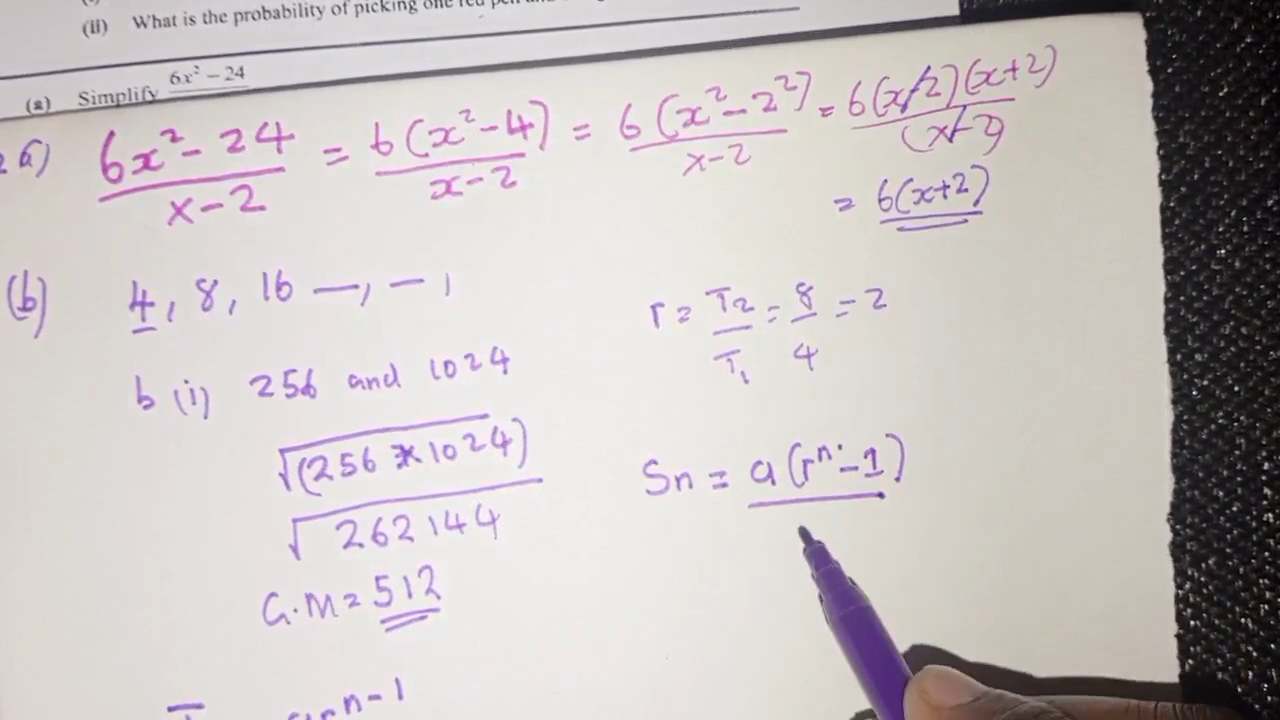 (ii) What is the probability of picking one red pen
(a) Simplify 6x² – 24
2 a) 6x² - 24 / x - 2 = 6(x² - 4) / x - 2 = 6(x² - 2²) / x - 2 = 6(x - 2)(x + 2) / (x - 2)
= 6(x+2)
(b) 4, 8, 16 —, — ,
r = T2 / T1 = 8 / 4 = 2
b (i) 256 and 1024
√(256 * 1024)
√262144
G.M = 512
Sn = a(rⁿ - 1)
n-1